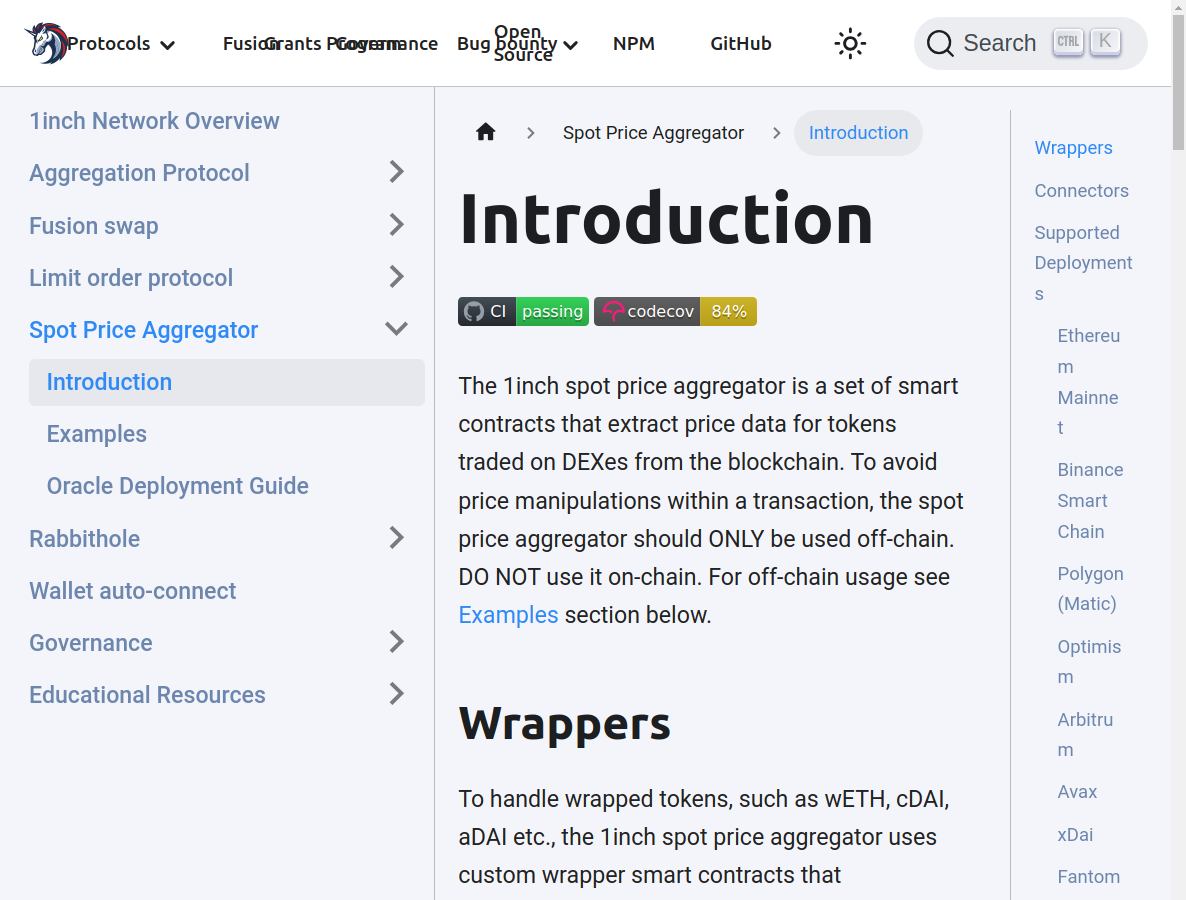 Protocols
Fusion
Grants Program
Governance
Bug bounty
Open
Source
NPM
GitHub
Search CTRL K
1inch Network Overview
Aggregation Protocol
Fusion swap
Limit order protocol
Spot Price Aggregator
Introduction
Examples
Oracle Deployment Guide
Rabbithole
Wallet auto-connect
Governance
Educational Resources
Spot Price Aggregator
Introduction
Introduction
CI passing codecov 84%
The 1inch spot price aggregator is a set of smart
contracts that extract price data for tokens
traded on DEXes from the blockchain. To avoid
price manipulations within a transaction, the spot
price aggregator should ONLY be used off-chain.
DO NOT use it on-chain. For off-chain usage see
Examples section below.
Wrappers
To handle wrapped tokens, such as wETH, cDAI,
aDAI etc., the 1inch spot price aggregator uses
custom wrapper smart contracts that
Wrappers
Connectors
Supported
Deployment
s
Ethereu
m
Mainne
t
Binance
Smart
Chain
Polygon
(Matic)
Optimis
m
Arbitru
m
Avax
xDai
Fantom